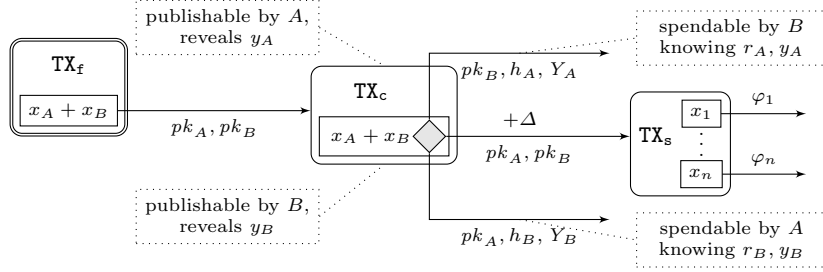 TX_f
x_A + x_B
pk_A, pk_B
publishable by A,
reveals y_A
TX_c
x_A + x_B
publishable by B,
reveals y_B
pk_B, h_A, Y_A
+Δ
pk_A, pk_B
pk_A, h_B, Y_B
spendable by B
knowing r_A, y_A
TX_s
x_1
⋮
x_n
φ_1
φ_n
spendable by A
knowing r_B, y_B